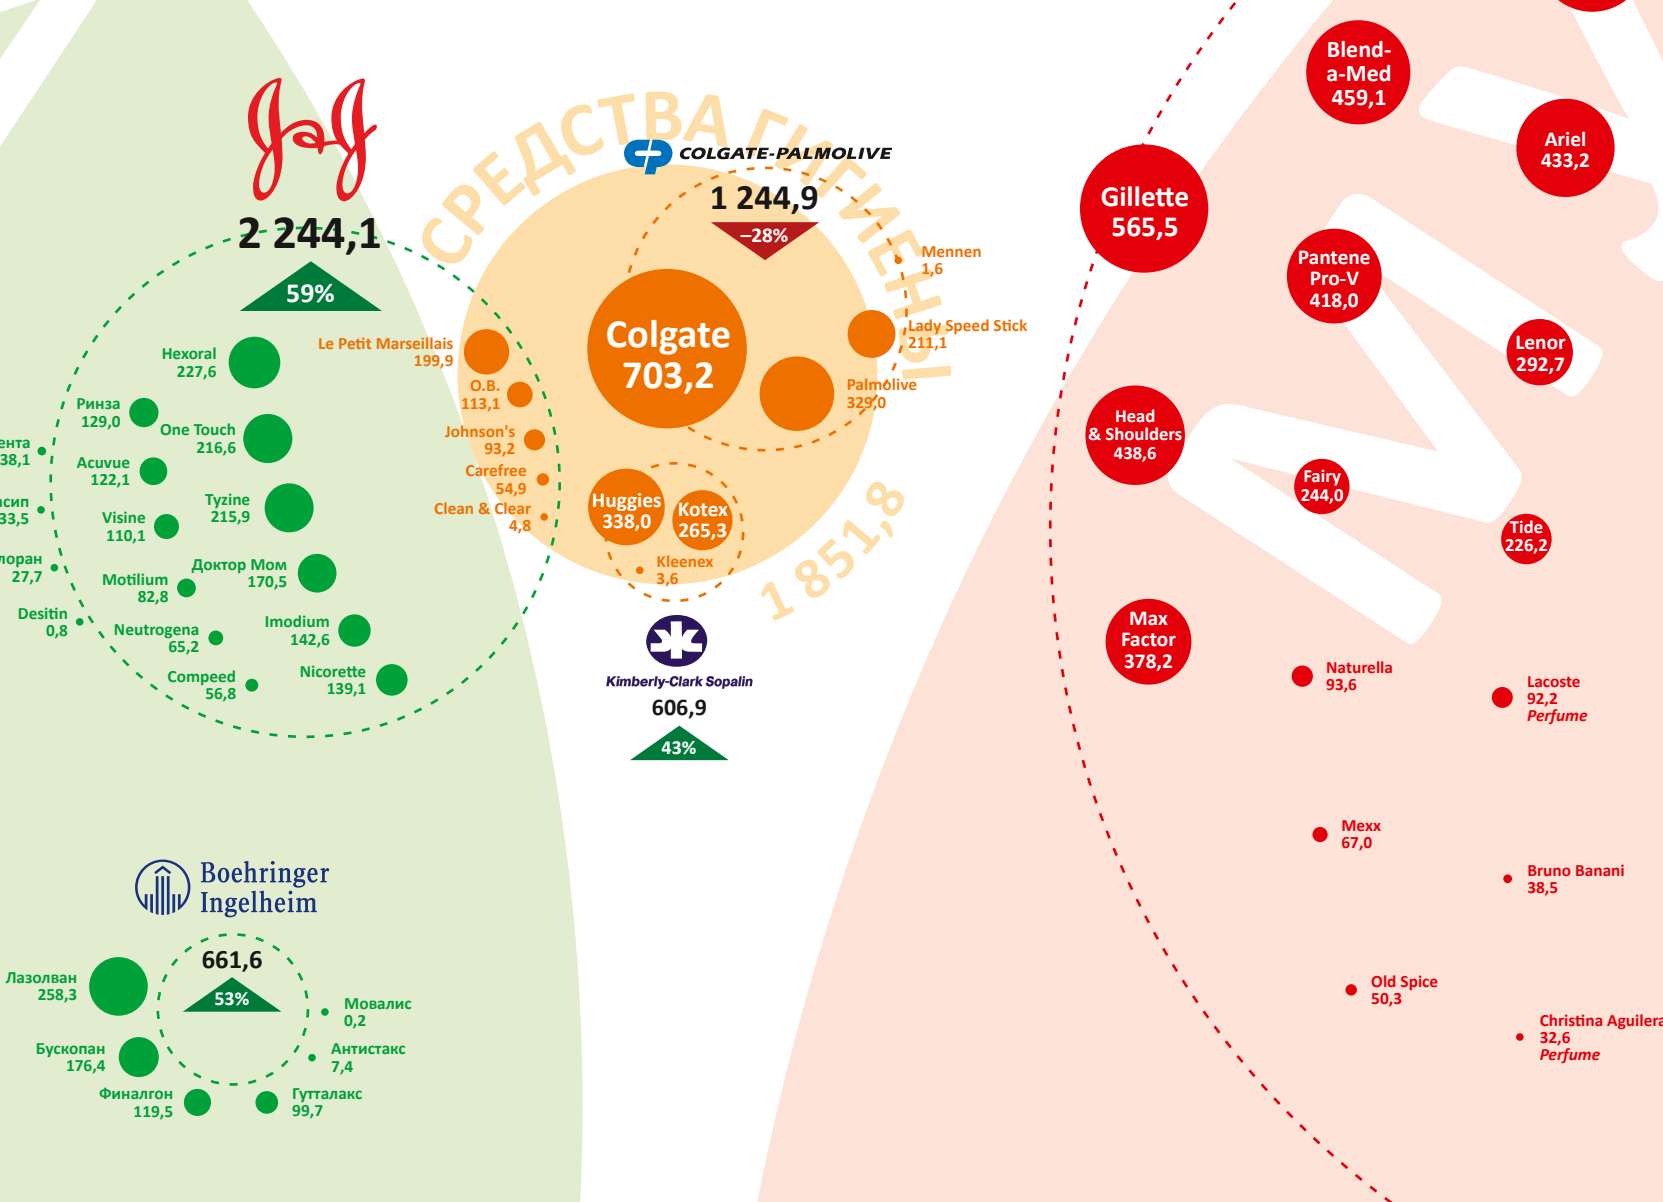 J&J
2 244,1
59%
Hexoral
227,6
Ринза
129,0
One Touch
216,6
38,1
Acuvue
122,1
33,5
Tyzine
215,9
Visine
110,1
27,7
Доктор Мом
170,5
Motilium
82,8
Desitin
0,8
Neutrogena
65,2
Imodium
142,6
Compeed
56,8
Nicorette
139,1
СРЕДСТВА ГИГИЕНЫ
1 851,8
COLGATE-PALMOLIVE
1 244,9
–28%
Mennen
1,6
Colgate
703,2
Lady Speed Stick
211,1
Palmolive
329,0
Le Petit Marseillais
199,9
O.B.
113,1
Johnson's
93,2
Carefree
54,9
Clean & Clear
4,8
Huggies
338,0
Kotex
265,3
Kleenex
3,6
Kimberly-Clark Sopalin
606,9
43%
Boehringer
Ingelheim
661,6
53%
Лазолван
258,3
Бускопан
176,4
Финалгон
119,5
Гутталакс
99,7
Антистакс
7,4
Мовалис
0,2
Blend-
a-Med
459,1
Ariel
433,2
Gillette
565,5
Pantene
Pro-V
418,0
Lenor
292,7
Head
& Shoulders
438,6
Fairy
244,0
Tide
226,2
Max
Factor
378,2
Naturella
93,6
Lacoste
92,2
Perfume
Mexx
67,0
Bruno Banani
38,5
Old Spice
50,3
Christina Aguilera
32,6
Perfume